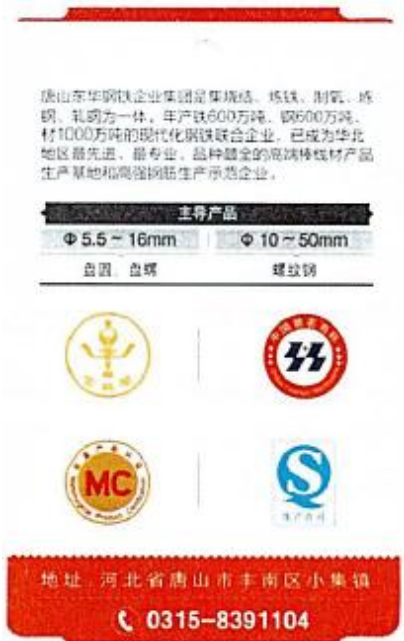 唐山东华钢铁企业集团是集烧结、炼铁、制氧、炼
钢、轧钢为一体，年产铁600万吨、钢600万吨、
材1000万吨的现代化钢铁联合企业，已成为华北
地区最先进、最专业、品种最全的高端棒线材产品
生产基地和高强钢筋生产示范企业。
主导产品
Φ 5.5 ~ 16mm
Φ 10 ~ 50mm
盘圆、盘螺
螺纹钢
MC
地址:河北省唐山市丰南区小集镇
0315-8391104